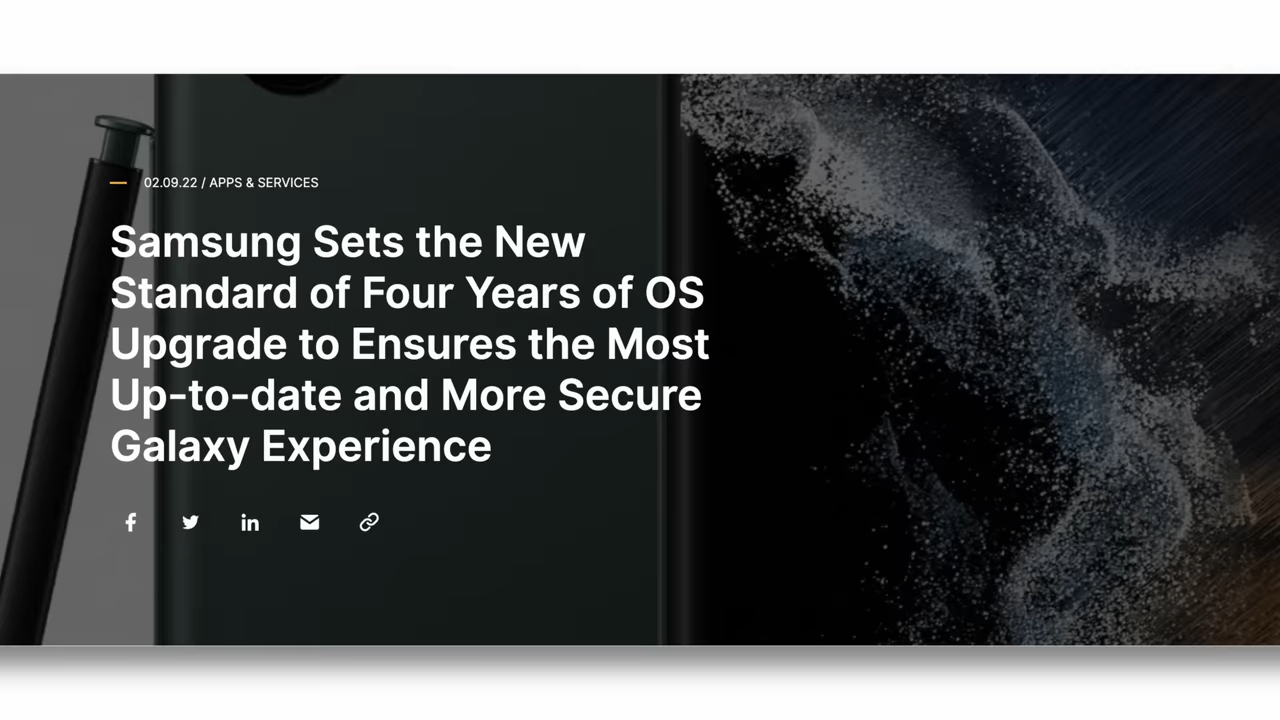 02.09.22 / APPS & SERVICES
Samsung Sets the New
Standard of Four Years of OS
Upgrade to Ensures the Most
Up-to-date and More Secure
Galaxy Experience